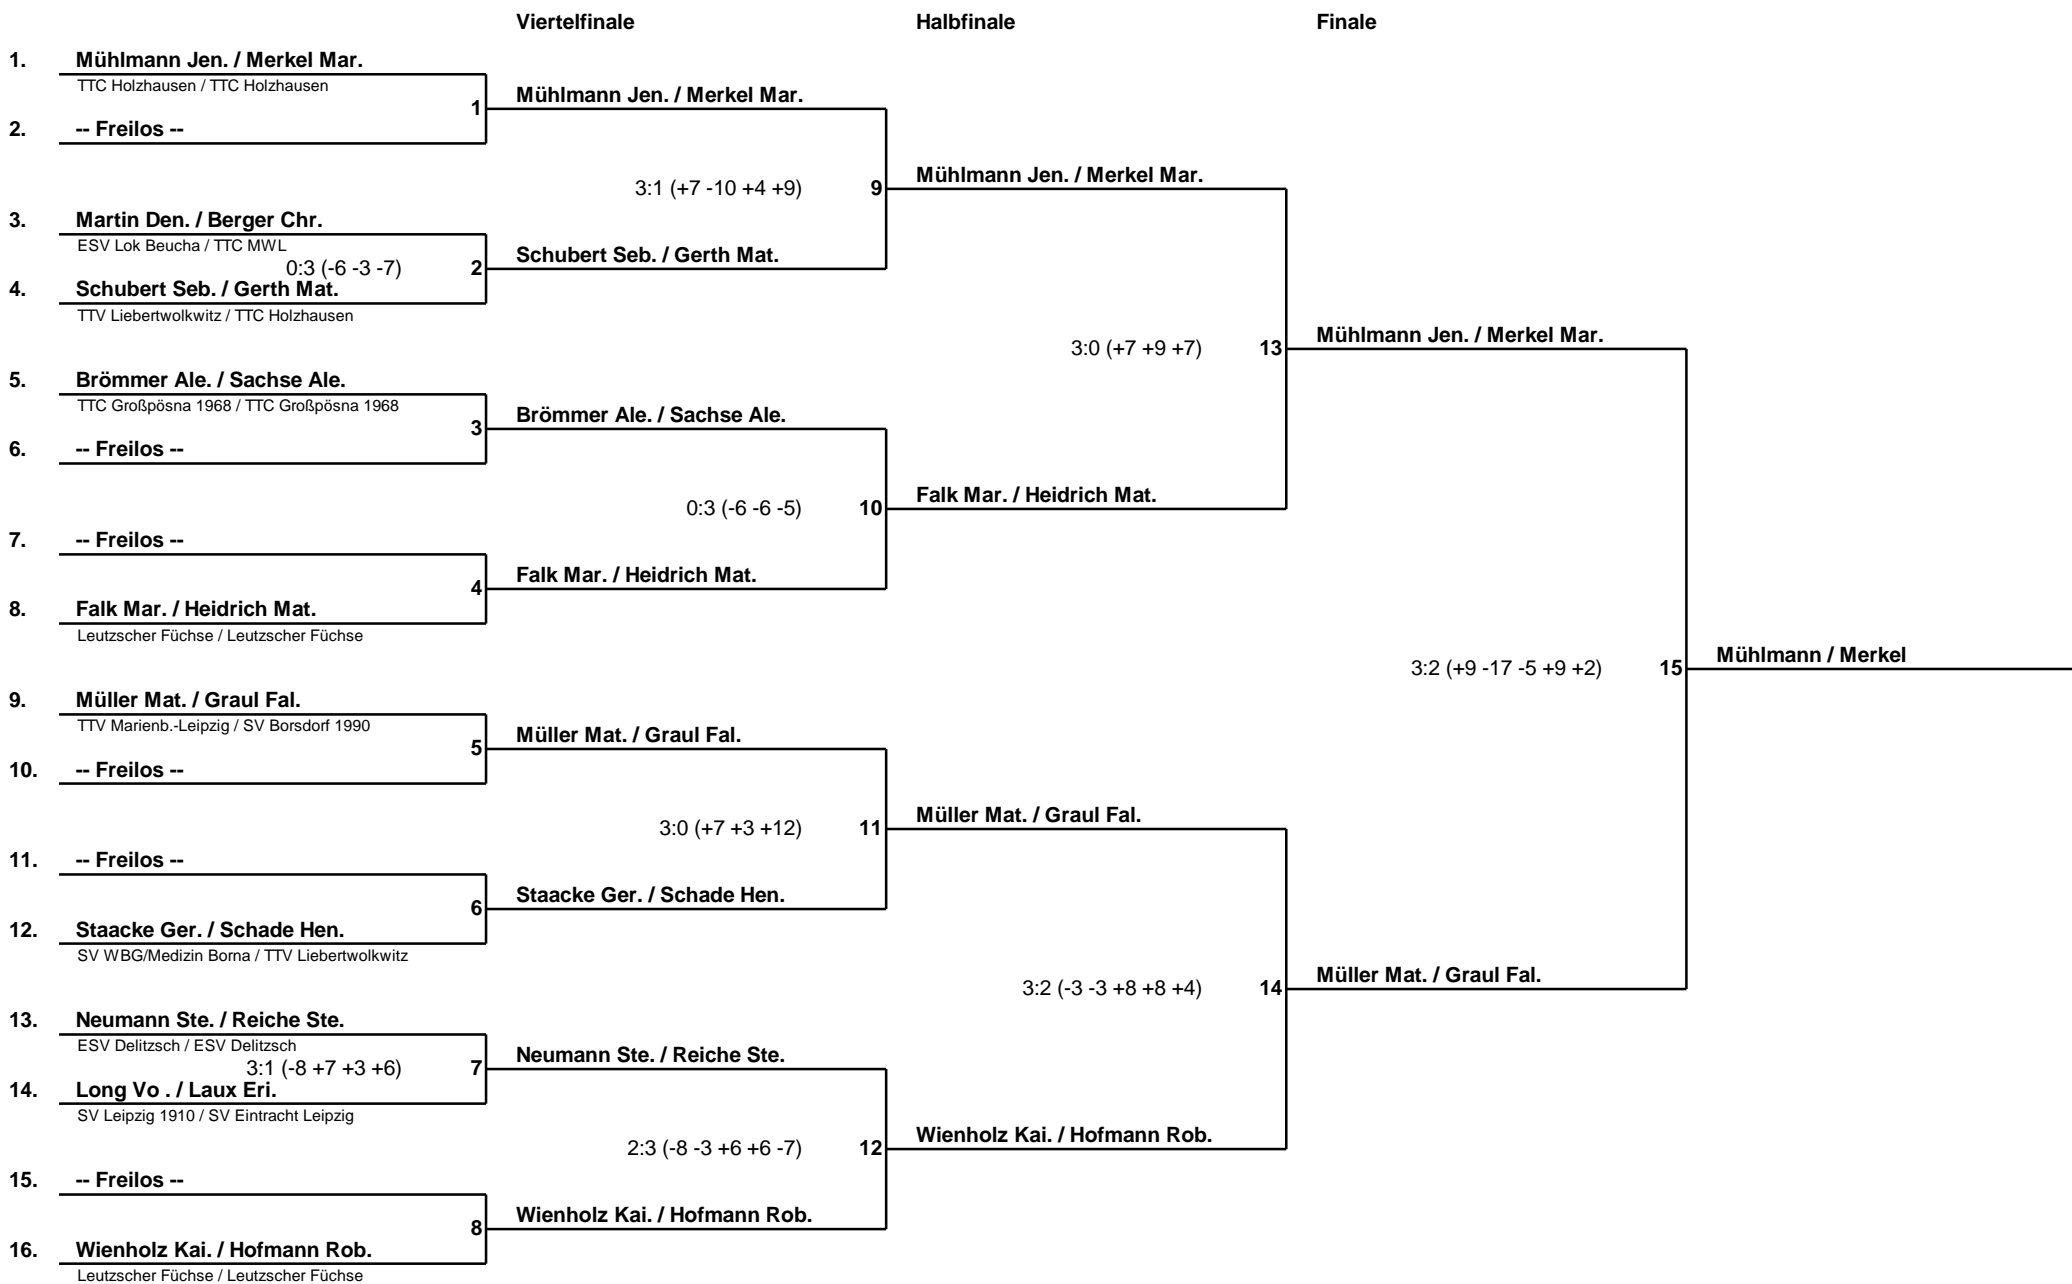 Viertelfinale Halbfinale Finale
1. Mühlmann Jen. / Merkel Mar.
TTC Holzhausen / TTC Holzhausen
1 Mühlmann Jen. / Merkel Mar.
2. -- Freilos --
3:1 (+7 -10 +4 +9) 9 Mühlmann Jen. / Merkel Mar.
3. Martin Den. / Berger Chr.
ESV Lok Beucha / TTC MWL
0:3 (-6 -3 -7) 2 Schubert Seb. / Gerth Mat.
4. Schubert Seb. / Gerth Mat.
TTV Liebertwolkwitz / TTC Holzhausen
3:0 (+7 +9 +7) 13 Mühlmann Jen. / Merkel Mar.
5. Brömmer Ale. / Sachse Ale.
TTC Großpösna 1968 / TTC Großpösna 1968
3 Brömmer Ale. / Sachse Ale.
6. -- Freilos --
0:3 (-6 -6 -5) 10 Falk Mar. / Heidrich Mat.
7. -- Freilos --
4 Falk Mar. / Heidrich Mat.
8. Falk Mar. / Heidrich Mat.
Leutzscher Füchse / Leutzscher Füchse
3:2 (+9 -17 -5 +9 +2) 15 Mühlmann / Merkel
9. Müller Mat. / Graul Fal.
TTV Marienb.-Leipzig / SV Borsdorf 1990
5 Müller Mat. / Graul Fal.
10. -- Freilos --
3:0 (+7 +3 +12) 11 Müller Mat. / Graul Fal.
11. -- Freilos --
6 Staacke Ger. / Schade Hen.
12. Staacke Ger. / Schade Hen.
SV WBG/Medizin Borna / TTV Liebertwolkwitz
3:2 (-3 -3 +8 +8 +4) 14 Müller Mat. / Graul Fal.
13. Neumann Ste. / Reiche Ste.
ESV Delitzsch / ESV Delitzsch
3:1 (-8 +7 +3 +6) 7 Neumann Ste. / Reiche Ste.
14. Long Vo . / Laux Eri.
SV Leipzig 1910 / SV Eintracht Leipzig
2:3 (-8 -3 +6 +6 -7) 12 Wienholz Kai. / Hofmann Rob.
15. -- Freilos --
8 Wienholz Kai. / Hofmann Rob.
16. Wienholz Kai. / Hofmann Rob.
Leutzscher Füchse / Leutzscher Füchse